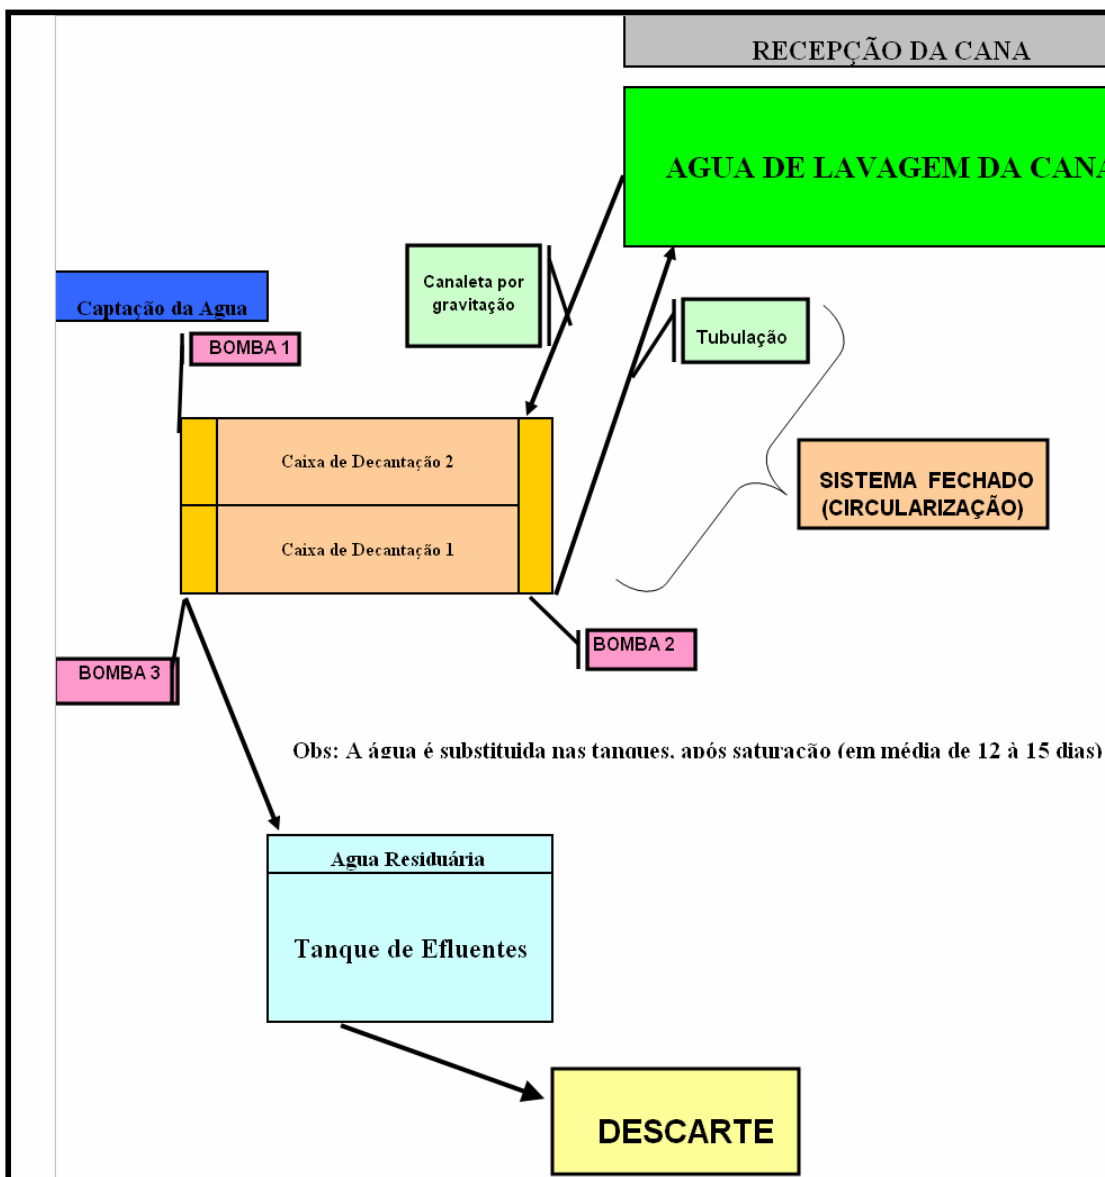 RECEPÇÃO DA CANA
AGUA DE LAVAGEM DA CANA
Canaleta por
gravitação
Captação da Agua
Tubulação
BOMBA 1
Caixa de Decantação 2
SISTEMA FECHADO
(CIRCULARIZAÇÃO)
Caixa de Decantação 1
BOMBA 2
BOMBA 3
Obs: A água é substituida nas tanques, após saturação (em média de 12 à 15 dias)
Agua Residuária
Tanque de Efluentes
DESCARTE